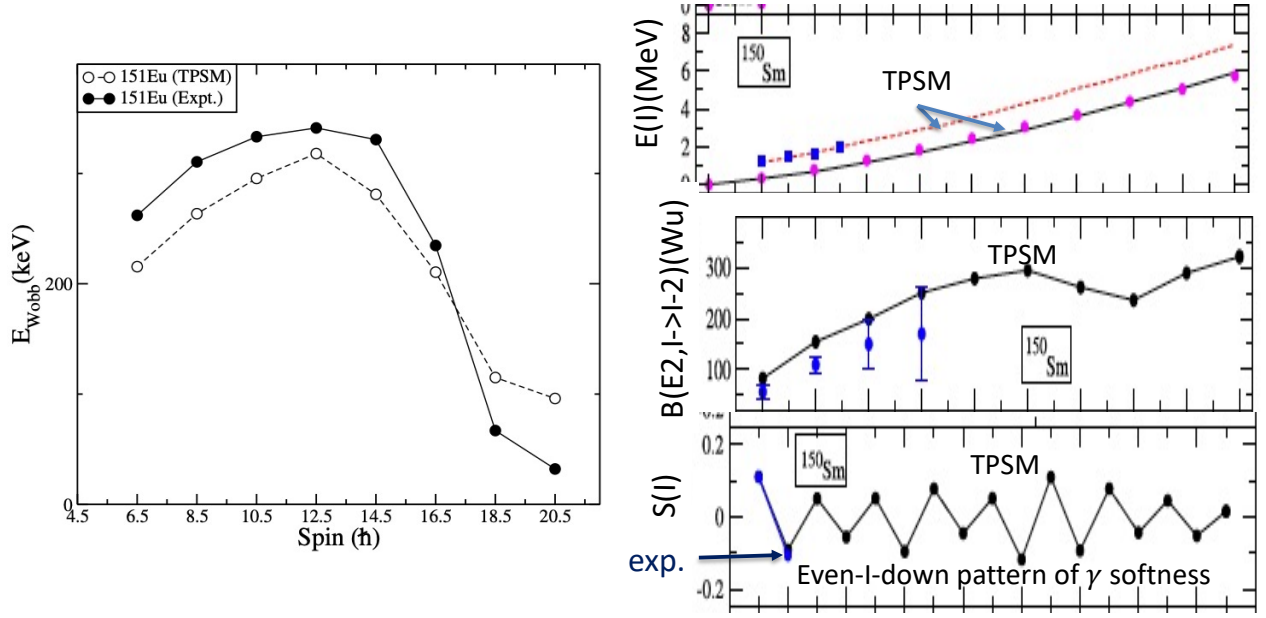 151Eu (TPSM)
151Eu (Expt.)
E_Wobb(keV)
200
0
4.5 6.5 8.5 10.5 12.5 14.5 16.5 18.5 20.5
Spin (ħ)
E(I)(MeV)
0
8
6
4
2
0
150Sm
TPSM
B(E2,I->I-2)(Wu)
300
200
100
TPSM
150Sm
S(I)
0.2
0
-0.2
150Sm
TPSM
exp.
Even-I-down pattern of γ softness